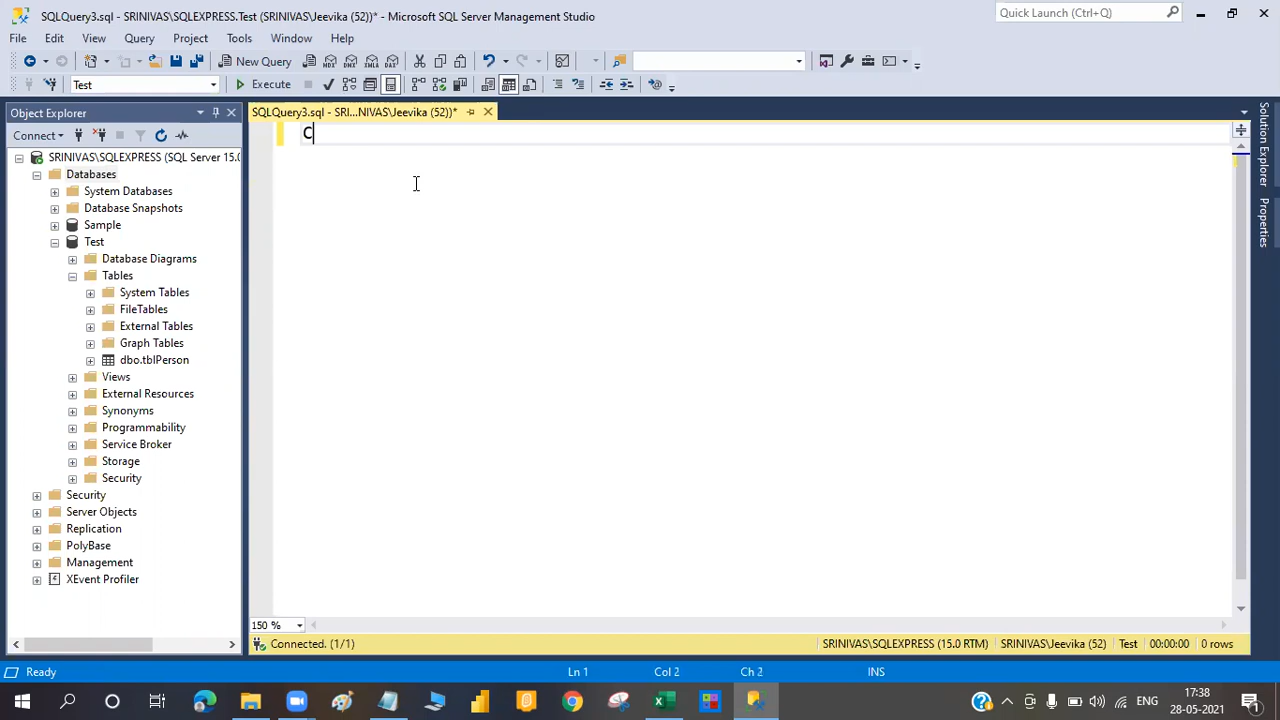 SQLQuery3.sql - SRINIVAS\SQLEXPRESS.Test (SRINIVAS\Jeevika (52))* - Microsoft SQL Server Management Studio
Quick Launch (Ctrl+Q)
File Edit View Query Project Tools Window Help
New Query
Test
Execute
Object Explorer
SQLQuery3.sql - SRI...NIVAS\Jeevika (52))*
Connect
C
SRINIVAS\SQLEXPRESS (SQL Server 15.0
Databases
System Databases
Database Snapshots
Sample
Test
Database Diagrams
Tables
System Tables
FileTables
External Tables
Graph Tables
dbo.tblPerson
Views
External Resources
Synonyms
Programmability
Service Broker
Storage
Security
Security
Server Objects
Replication
PolyBase
Management
XEvent Profiler
Solution Explorer
Properties
150 %
Connected. (1/1)
SRINIVAS\SQLEXPRESS (15.0 RTM)
SRINIVAS\Jeevika (52)
Test
00:00:00
0 rows
Ready
Ln 1
Col 2
Ch 2
INS
ENG
17:38
28-05-2021